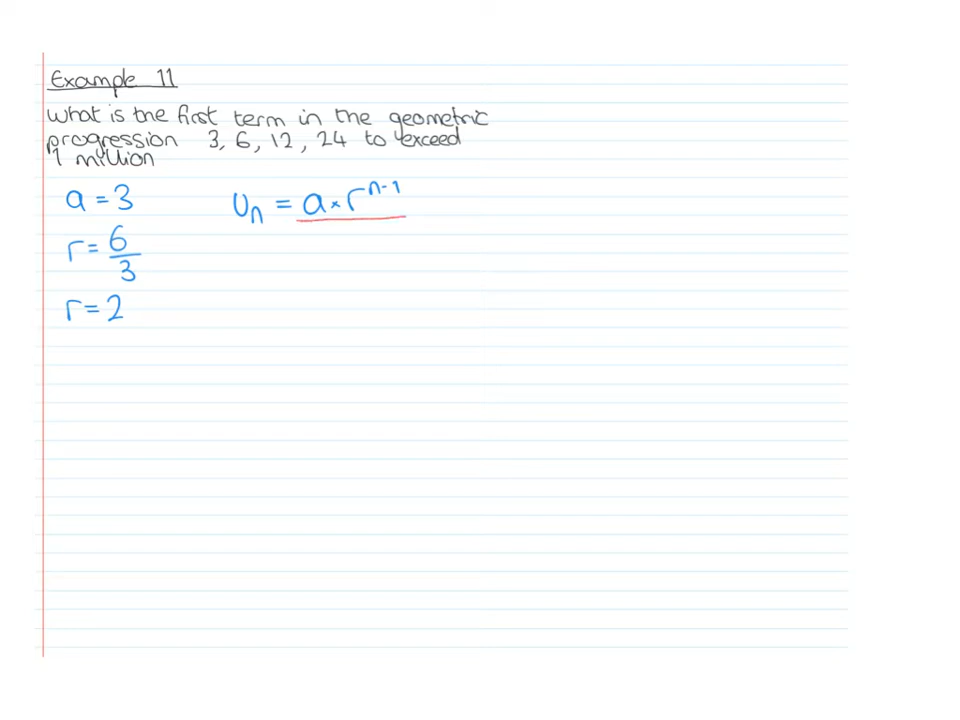 Example 11
What is the first term in the geometric
progression 3, 6, 12, 24 to exceed
1 million
a = 3
Uₙ = a × rⁿ⁻¹
r = 6/3
r = 2